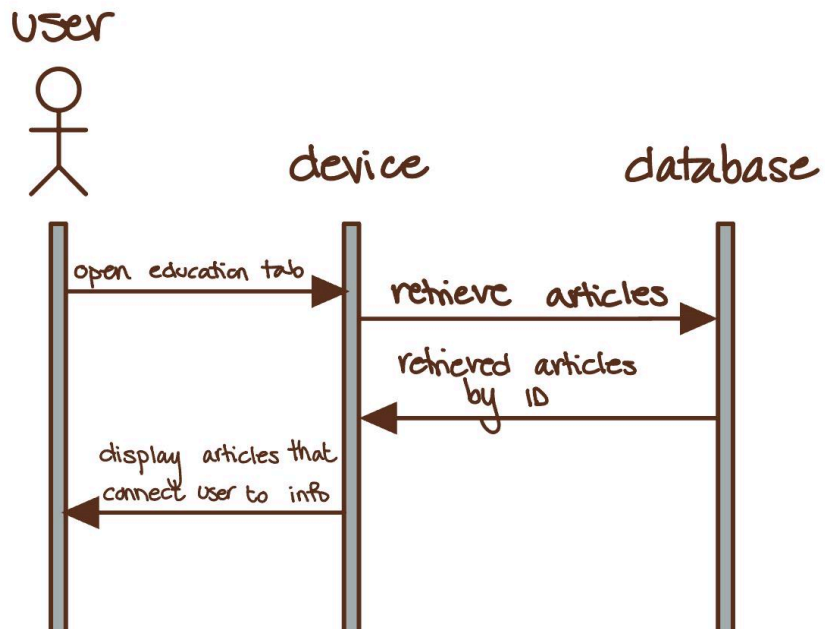 user
device
database
open education tab
retrieve articles
retrieved articles
by ID
display articles that
connect user to info